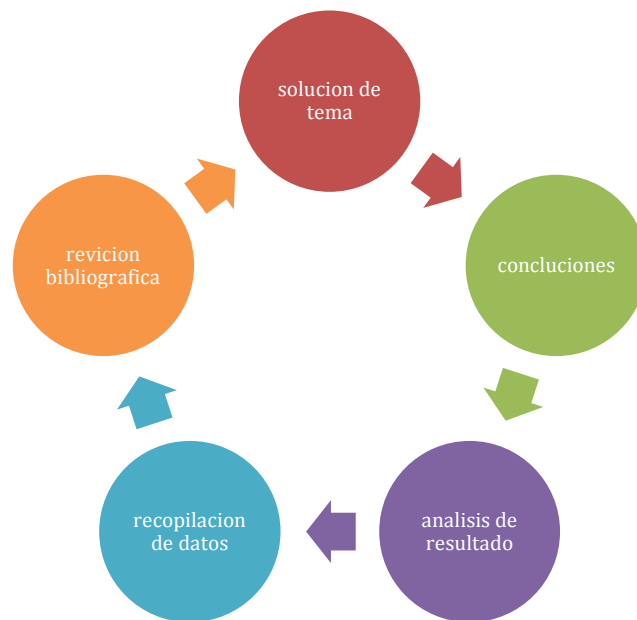 solucion de
tema
concluciones
analisis de
resultado
recopilacion
de datos
revicion
bibliografica